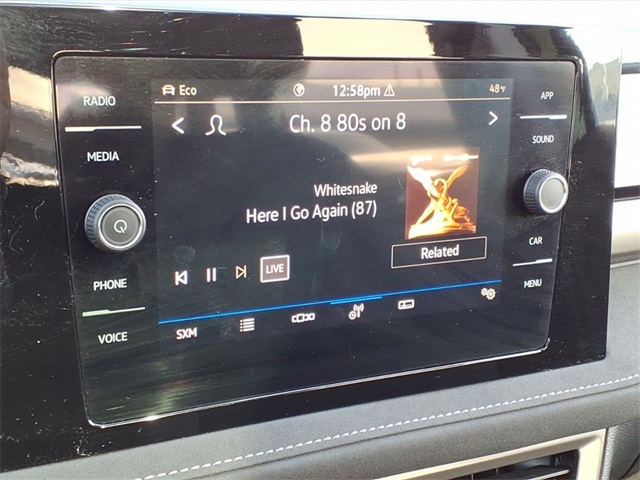 RADIO
MEDIA
PHONE
VOICE
Eco
12:58pm
48°F
Ch. 8 80s on 8
Whitesnake
Here I Go Again (87)
Related
LIVE
SXM
APP
SOUND
CAR
MENU